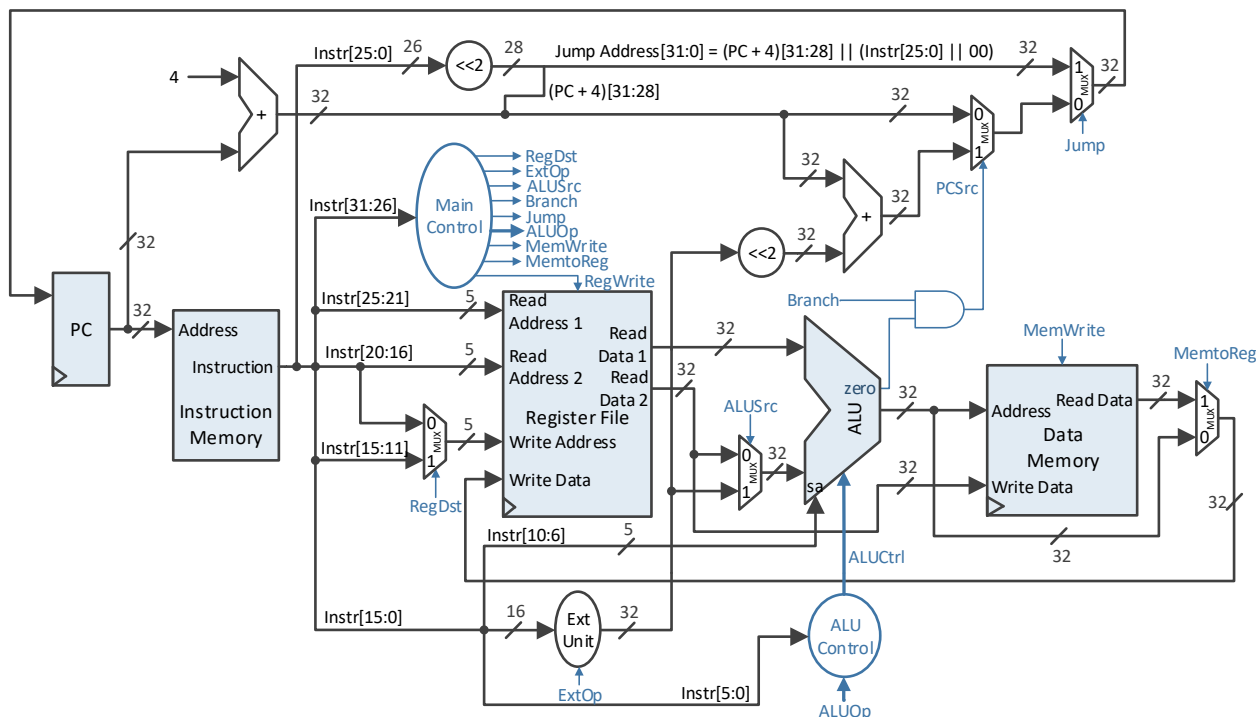 Instr[25:0]
26
<<2
28
Jump Address[31:0] = (PC + 4)[31:28] || (Instr[25:0] || 00)
32
1
MUX
0
32
Jump
4
+
32
(PC + 4)[31:28]
32
0
MUX
1
PCSrc
32
+
32
<<2
32
Instr[31:26]
Main
Control
RegDst
ExtOp
ALUSrc
Branch
Jump
ALUOp
MemWrite
MemtoReg
RegWrite
32
PC
32
Address
Instruction
Instruction
Memory
Instr[25:21]
5
Instr[20:16]
5
Instr[15:11]
0
MUX
1
RegDst
5
Read
Address 1
Read
Address 2
Read
Data 1
Read
Data 2
Register File
Write Address
Write Data
32
32
ALUSrc
0
MUX
1
32
Branch
zero
ALU
sa
32
MemWrite
Address
Read Data
Data
Memory
Write Data
32
32
MemtoReg
1
MUX
0
32
32
Instr[10:6]
5
ALUCtrl
Instr[15:0]
16
Ext
Unit
32
ExtOp
Instr[5:0]
ALU
Control
ALUOp